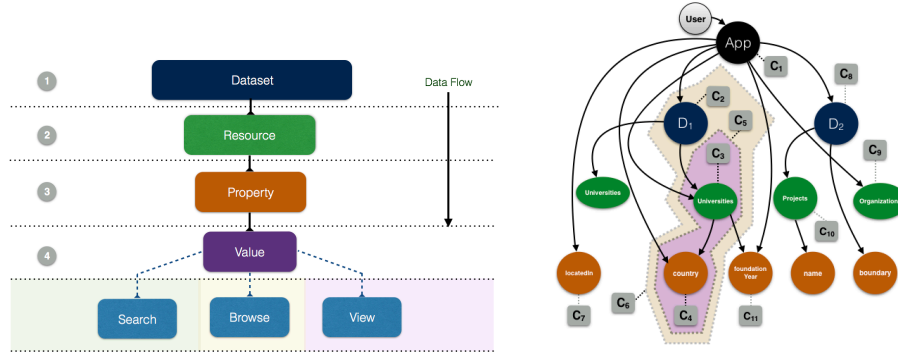 1
Dataset
Data Flow
2
Resource
3
Property
4
Value
Search
Browse
View
User
App
C1
C2
C8
C5
D1
D2
C3
C9
Universities
Universities
Projects
Organization
C10
locatedIn
country
foundation
Year
name
boundary
C6
C7
C4
C11